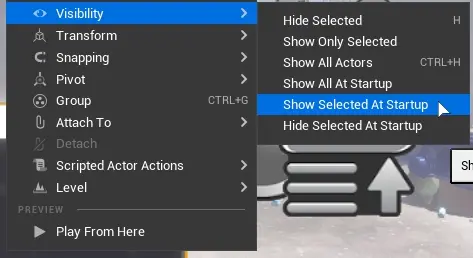 Visibility
Transform
Snapping
Pivot
Group CTRL+G
Attach To
Detach
Scripted Actor Actions
Level
PREVIEW
Play From Here
Hide Selected H
Show Only Selected
Show All Actors CTRL+H
Show All At Startup
Show Selected At Startup
Hide Selected At Startup
Sh